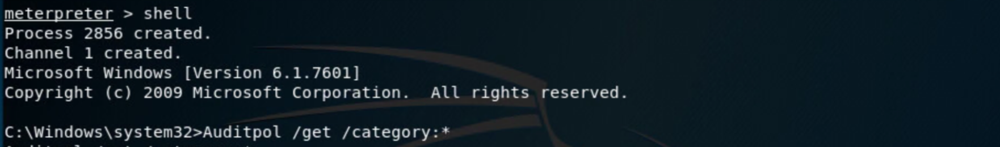 meterpreter > shell
Process 2856 created.
Channel 1 created.
Microsoft Windows [Version 6.1.7601]
Copyright (c) 2009 Microsoft Corporation.  All rights reserved.
C:\Windows\system32>Auditpol /get /category:*